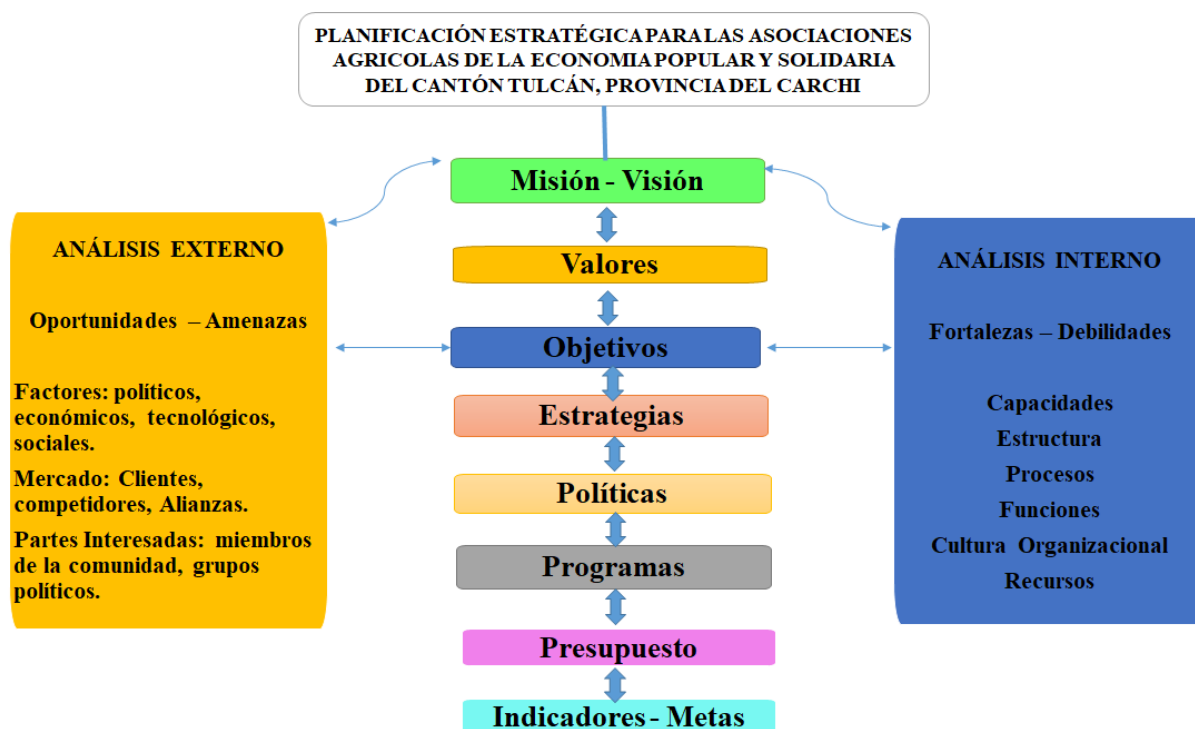 PLANIFICACIÓN ESTRATÉGICA PARA LAS ASOCIACIONES
AGRICOLAS DE LA ECONOMIA POPULAR Y SOLIDARIA
DEL CANTÓN TULCÁN, PROVINCIA DEL CARCHI
Misión - Visión
Valores
Objetivos
Estrategias
Políticas
Programas
Presupuesto
Indicadores - Metas
ANÁLISIS EXTERNO
Oportunidades – Amenazas
Factores: políticos,
económicos, tecnológicos,
sociales.
Mercado: Clientes,
competidores, Alianzas.
Partes Interesadas: miembros
de la comunidad, grupos
políticos.
ANÁLISIS INTERNO
Fortalezas – Debilidades
Capacidades
Estructura
Procesos
Funciones
Cultura Organizacional
Recursos